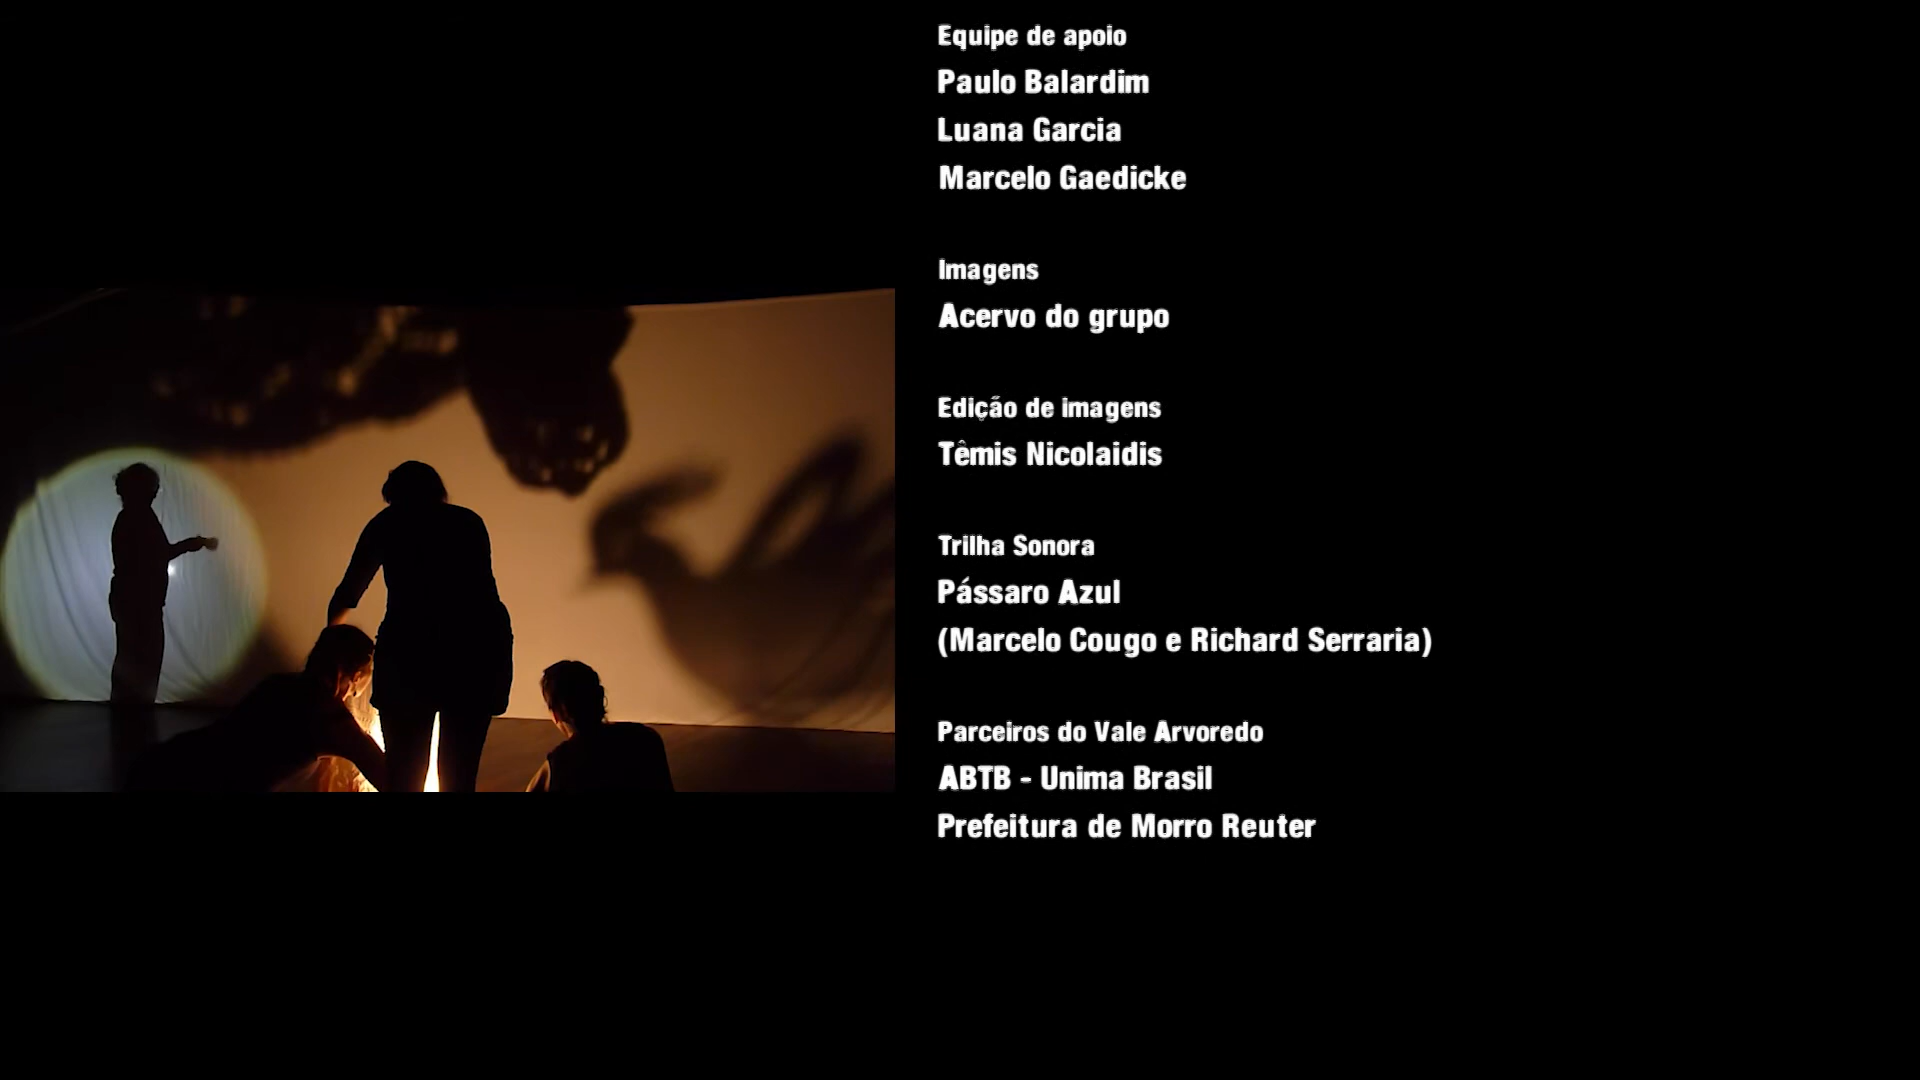 Equipe de apoio
Paulo Balardim
Luana Garcia
Marcelo Gaedicke
Imagens
Acervo do grupo
Edição de imagens
Têmis Nicolaidis
Trilha Sonora
Pássaro Azul
(Marcelo Cougo e Richard Serraria)
Parceiros do Vale Arvoredo
ABTB - Unima Brasil
Prefeitura de Morro Reuter